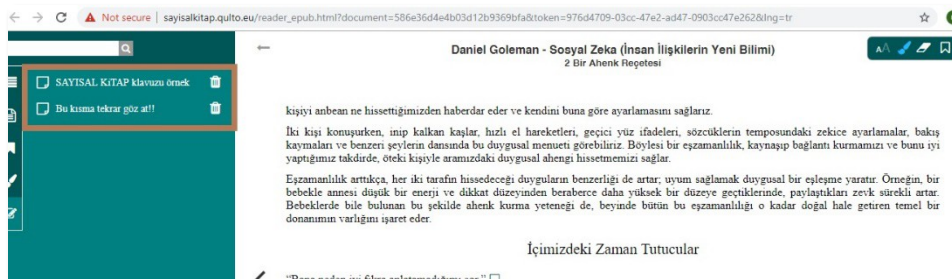 Not secure | sayisalkitap.qulto.eu/reader_epub.html?document=586e36d4e4b03d12b9369bfa&token=976d4709-03cc-47e2-ad47-0903cc47e262&lng=tr
Daniel Goleman - Sosyal Zeka (İnsan İlişkilerin Yeni Bilimi)
2 Bir Ahenk Reçetesi
AA
SAYISAL KiTAP klavuzu örnek
Bu kısma tekrar göz at!!
kişiyi anbean ne hissettiğimizden haberdar eder ve kendini buna göre ayarlamasını sağlarız.
İki kişi konuşurken, inip kalkan kaşlar, hızlı el hareketleri, geçici yüz ifadeleri, sözcüklerin temposundaki zekice ayarlamalar, bakış
kaymaları ve benzeri şeylerin dansında bu duygusal menueti görebiliriz. Böylesi bir eşzamanlılık, kaynaşıp bağlantı kurmamızı ve bunu iyi
yaptığımız takdirde, öteki kişiyle aramızdaki duygusal ahengi hissetmemizi sağlar.
Eşzamanlılık arttıkça, her iki tarafın hissedeceği duyguların benzerliği de artar; uyum sağlamak duygusal bir eşleşme yaratır. Örneğin, bir
bebekle annesi düşük bir enerji ve dikkat düzeyinden beraberce daha yüksek bir düzeye geçtiklerinde, paylaştıkları zevk sürekli artar.
Bebeklerde bile bulunan bu şekilde ahenk kurma yeteneği de, beyinde bütün bu eşzamanlılığı o kadar doğal hale getiren temel bir
donanımın varlığını işaret eder.
İçimizdeki Zaman Tutucular